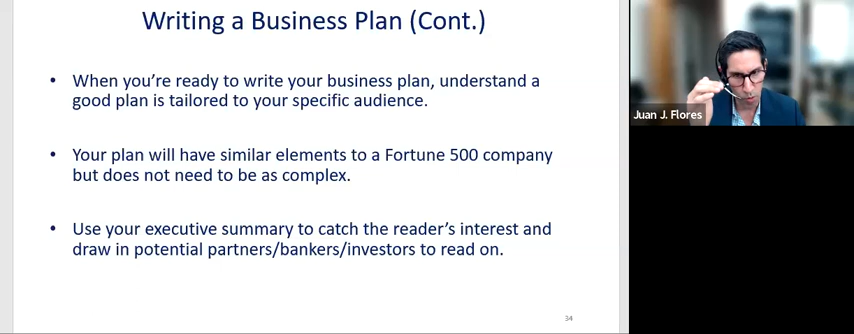 Writing a Business Plan (Cont.)
• When you’re ready to write your business plan, understand a
good plan is tailored to your specific audience.
• Your plan will have similar elements to a Fortune 500 company
but does not need to be as complex.
• Use your executive summary to catch the reader’s interest and
draw in potential partners/bankers/investors to read on.
34
Juan J. Flores